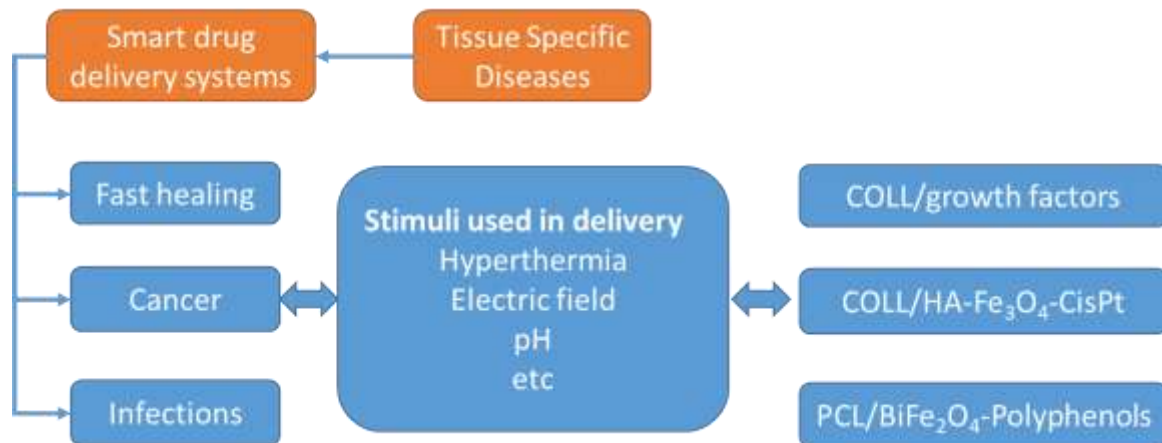 Smart drug
delivery systems
Tissue Specific
Diseases
Fast healing
Cancer
Infections
Stimuli used in delivery
Hyperthermia
Electric field
pH
etc
COLL/growth factors
COLL/HA-Fe₃O₄-CisPt
PCL/BiFe₂O₄-Polyphenols